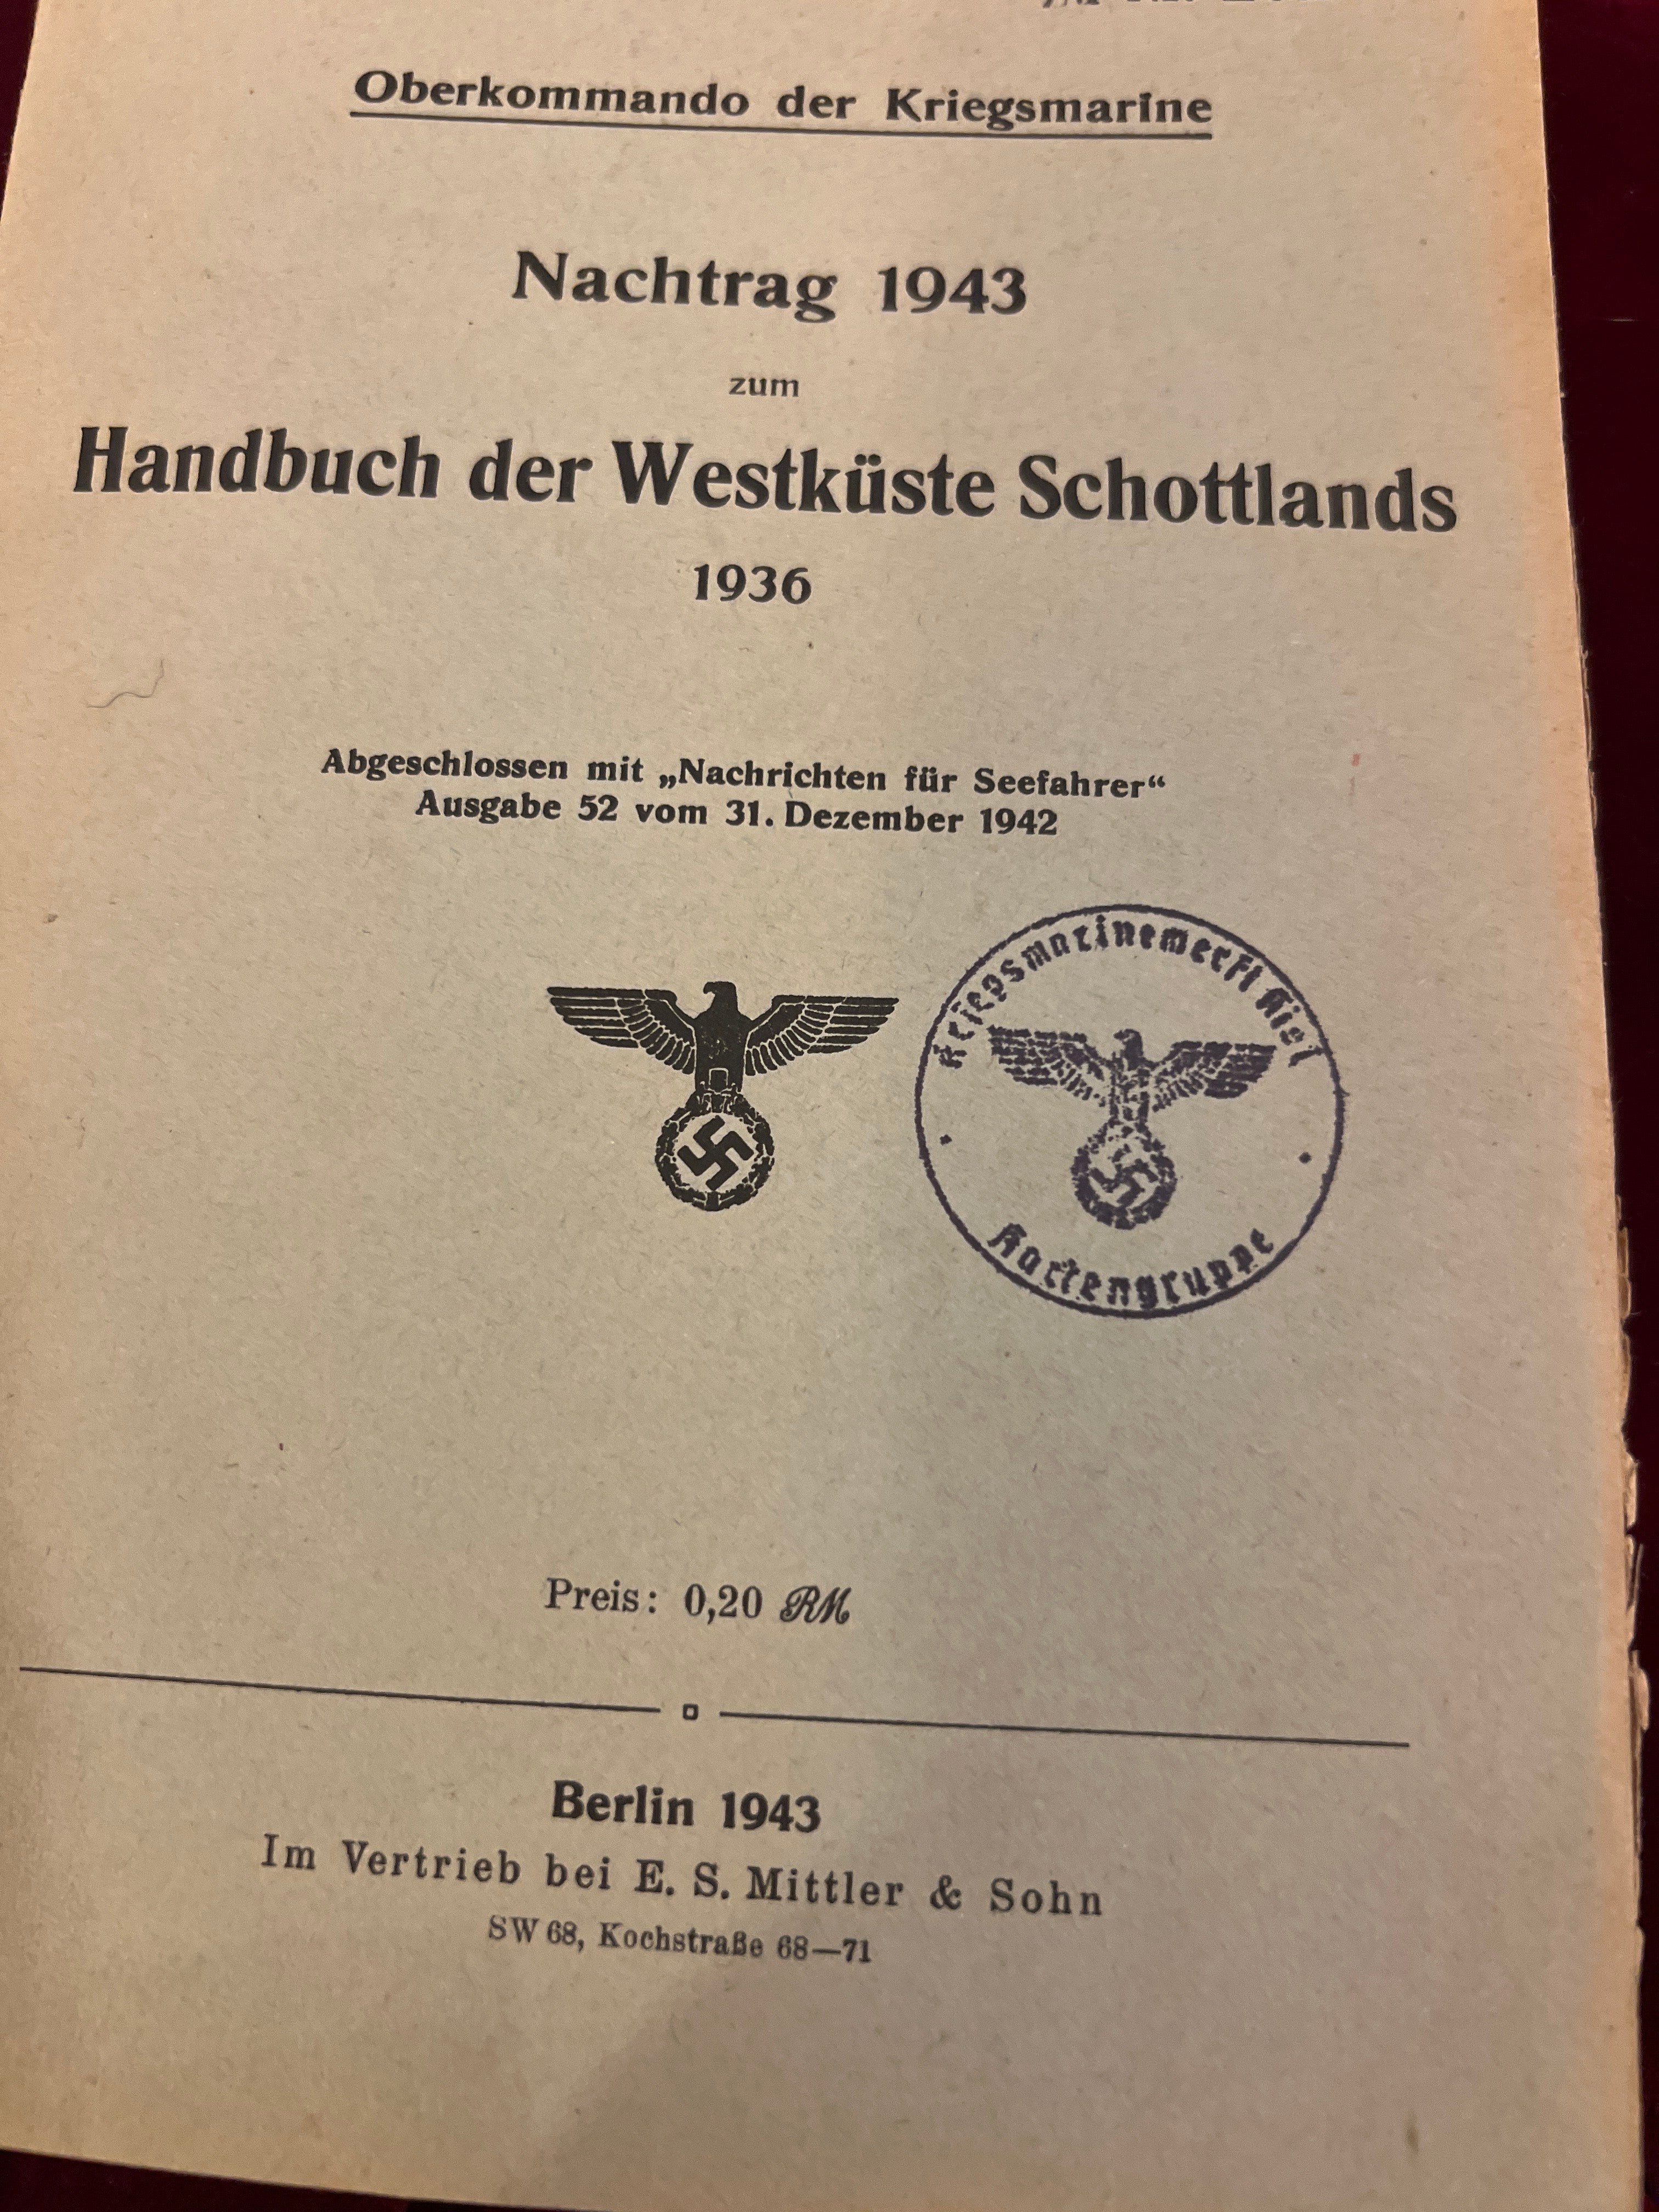 Oberkommando der Kriegsmarine
Nachtrag 1943
zum
Handbuch der Westküste Schottlands
1936
Abgeschlossen mit „Nachrichten für Seefahrer“
Ausgabe 52 vom 31. Dezember 1942
Kriegsmarinewerft Kiel
Kartengruppe
Preis: 0,20 RM
Berlin 1943
Im Vertrieb bei E. S. Mittler & Sohn
SW 68, Kochstraße 68—71